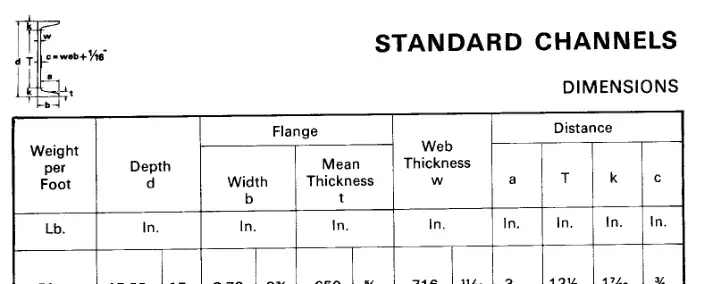 STANDARD CHANNELS
DIMENSIONS
k
w
d T c=web+1/16"
a
k
t
b
Weight per Foot
Depth d
Flange
Width b
Mean Thickness t
Web Thickness w
Distance
a T k c
Lb. In. In. In. In. In. In. In. In.